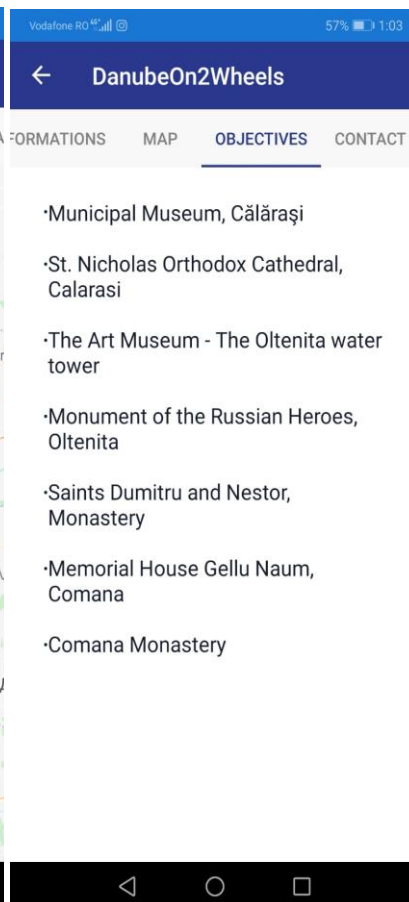 Vodafone RO
57% 1:03
DanubeOn2Wheels
FORMATIONS MAP OBJECTIVES CONTACT
·Municipal Museum, Călăraşi
·St. Nicholas Orthodox Cathedral,
Calarasi
·The Art Museum - The Oltenita water
tower
·Monument of the Russian Heroes,
Oltenita
·Saints Dumitru and Nestor,
Monastery
·Memorial House Gellu Naum,
Comana
·Comana Monastery